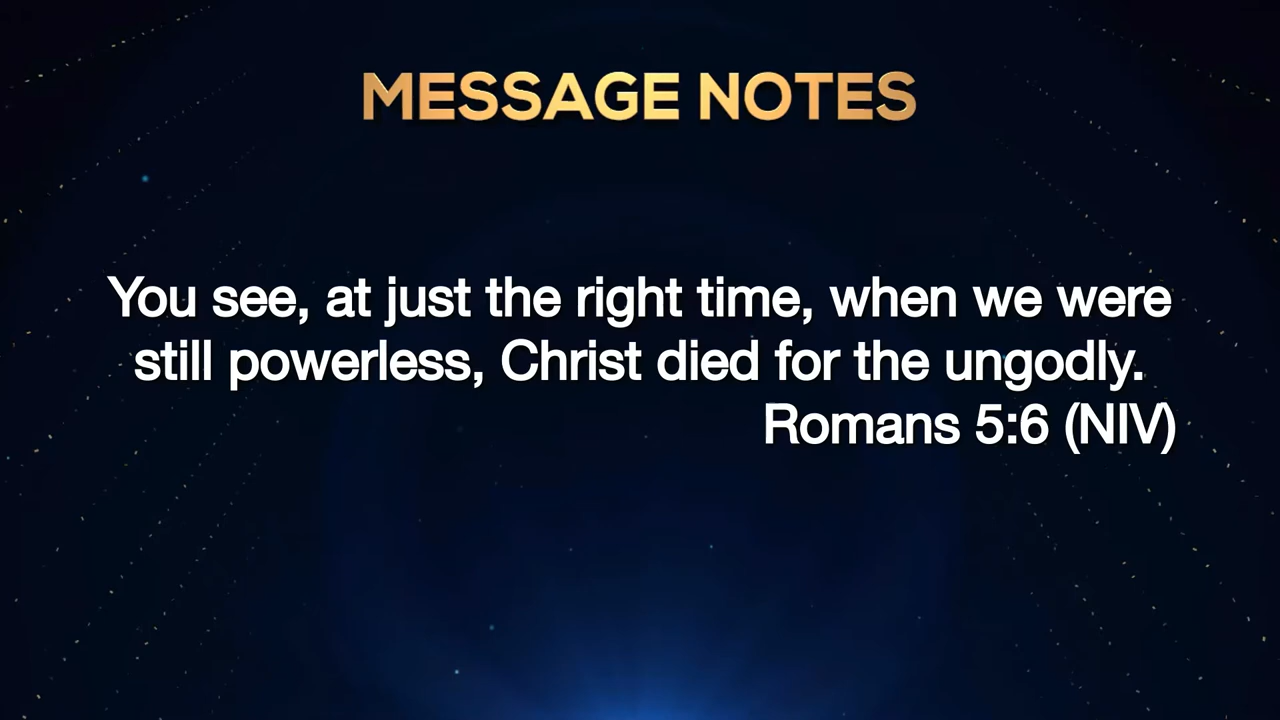 MESSAGE NOTES
You see, at just the right time, when we were
still powerless, Christ died for the ungodly.
Romans 5:6 (NIV)